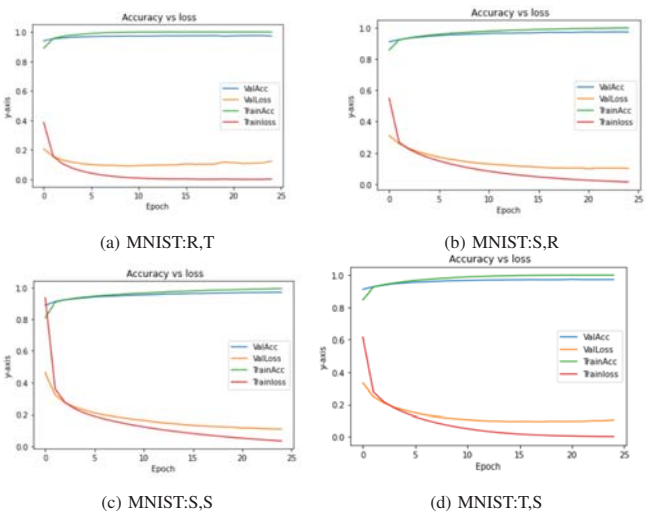 Accuracy vs loss
1.0
0.8
0.6
0.4
0.2
0.0
y-axis
ValAcc
ValLoss
TrainAcc
Trainloss
0 5 10 15 20 25
Epoch
(a) MNIST:R,T
Accuracy vs loss
1.0
0.8
0.6
0.4
0.2
0.0
y-axis
ValAcc
ValLoss
TrainAcc
Trainloss
0 5 10 15 20 25
Epoch
(b) MNIST:S,R
Accuracy vs loss
1.0
0.8
0.6
0.4
0.2
0.0
y-axis
ValAcc
ValLoss
TrainAcc
Trainloss
0 5 10 15 20 25
Epoch
(c) MNIST:S,S
Accuracy vs loss
1.0
0.8
0.6
0.4
0.2
0.0
y-axis
ValAcc
ValLoss
TrainAcc
Trainloss
0 5 10 15 20 25
Epoch
(d) MNIST:T,S